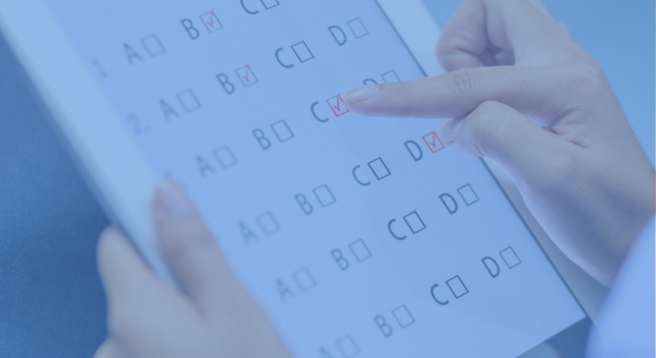 1. A☐ B☑ C☐
2. A☐ B☑ C☐ D☐
A☐ B☐ C☑ D☐
A☐ B☐ C☐ D☑
A☐ B☐ C☐ D☐
A☐ B☐ C☐ D☐